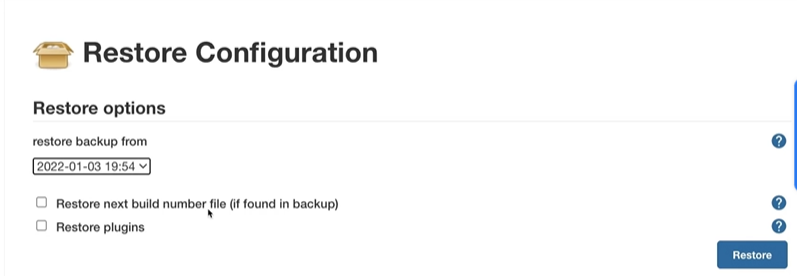 Restore Configuration
Restore options
restore backup from
?
2022-01-03 19:54
Restore next build number file (if found in backup)
?
Restore plugins
?
Restore